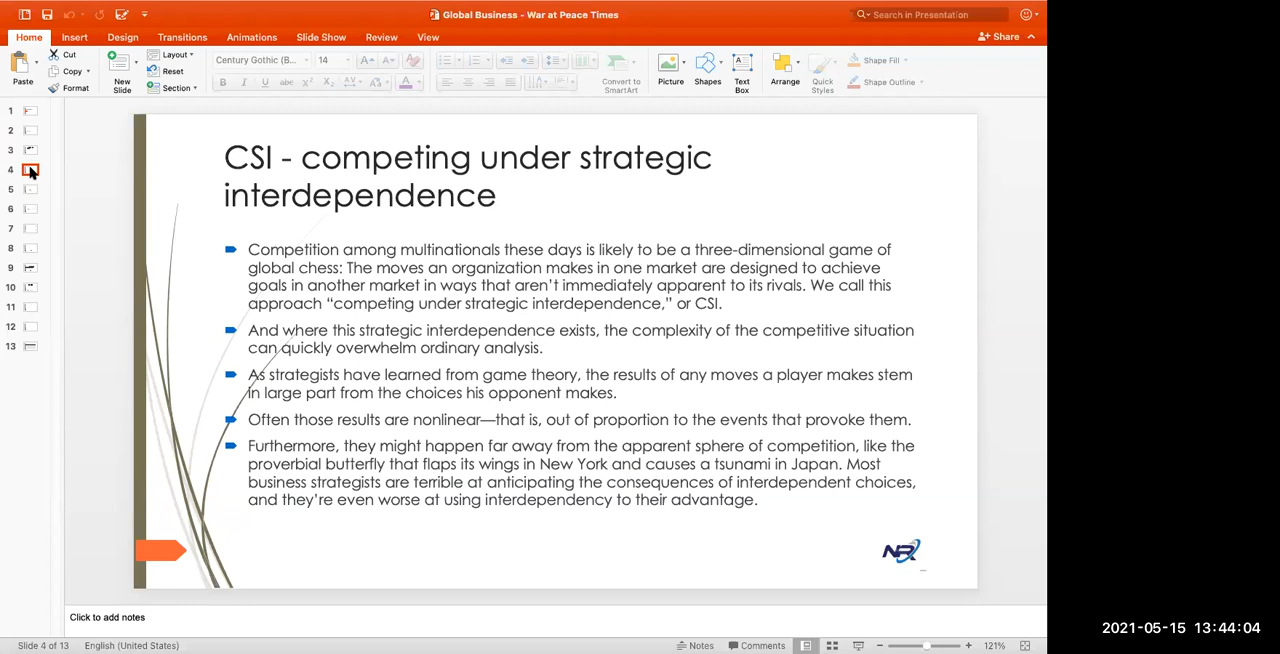 Global Business - War at Peace Times
Search in Presentation
Home Insert Design Transitions Animations Slide Show Review View
Share
Paste
Cut
Copy
Format
New
Slide
Layout
Reset
Section
Century Gothic (B... 14
B I U abc X² X₂ AV Aa A
Convert to
SmartArt
Picture
Shapes
Text
Box
Arrange
Quick
Styles
Shape Fill
Shape Outline
1
2
3
4
5
6
7
8
9
10
11
12
13
CSI - competing under strategic
interdependence
Competition among multinationals these days is likely to be a three-dimensional game of
global chess: The moves an organization makes in one market are designed to achieve
goals in another market in ways that aren’t immediately apparent to its rivals. We call this
approach “competing under strategic interdependence,” or CSI.
And where this strategic interdependence exists, the complexity of the competitive situation
can quickly overwhelm ordinary analysis.
As strategists have learned from game theory, the results of any moves a player makes stem
in large part from the choices his opponent makes.
Often those results are nonlinear—that is, out of proportion to the events that provoke them.
Furthermore, they might happen far away from the apparent sphere of competition, like the
proverbial butterfly that flaps its wings in New York and causes a tsunami in Japan. Most
business strategists are terrible at anticipating the consequences of interdependent choices,
and they’re even worse at using interdependency to their advantage.
Click to add notes
Slide 4 of 13 English (United States)
Notes Comments 121%
2021-05-15 13:44:04